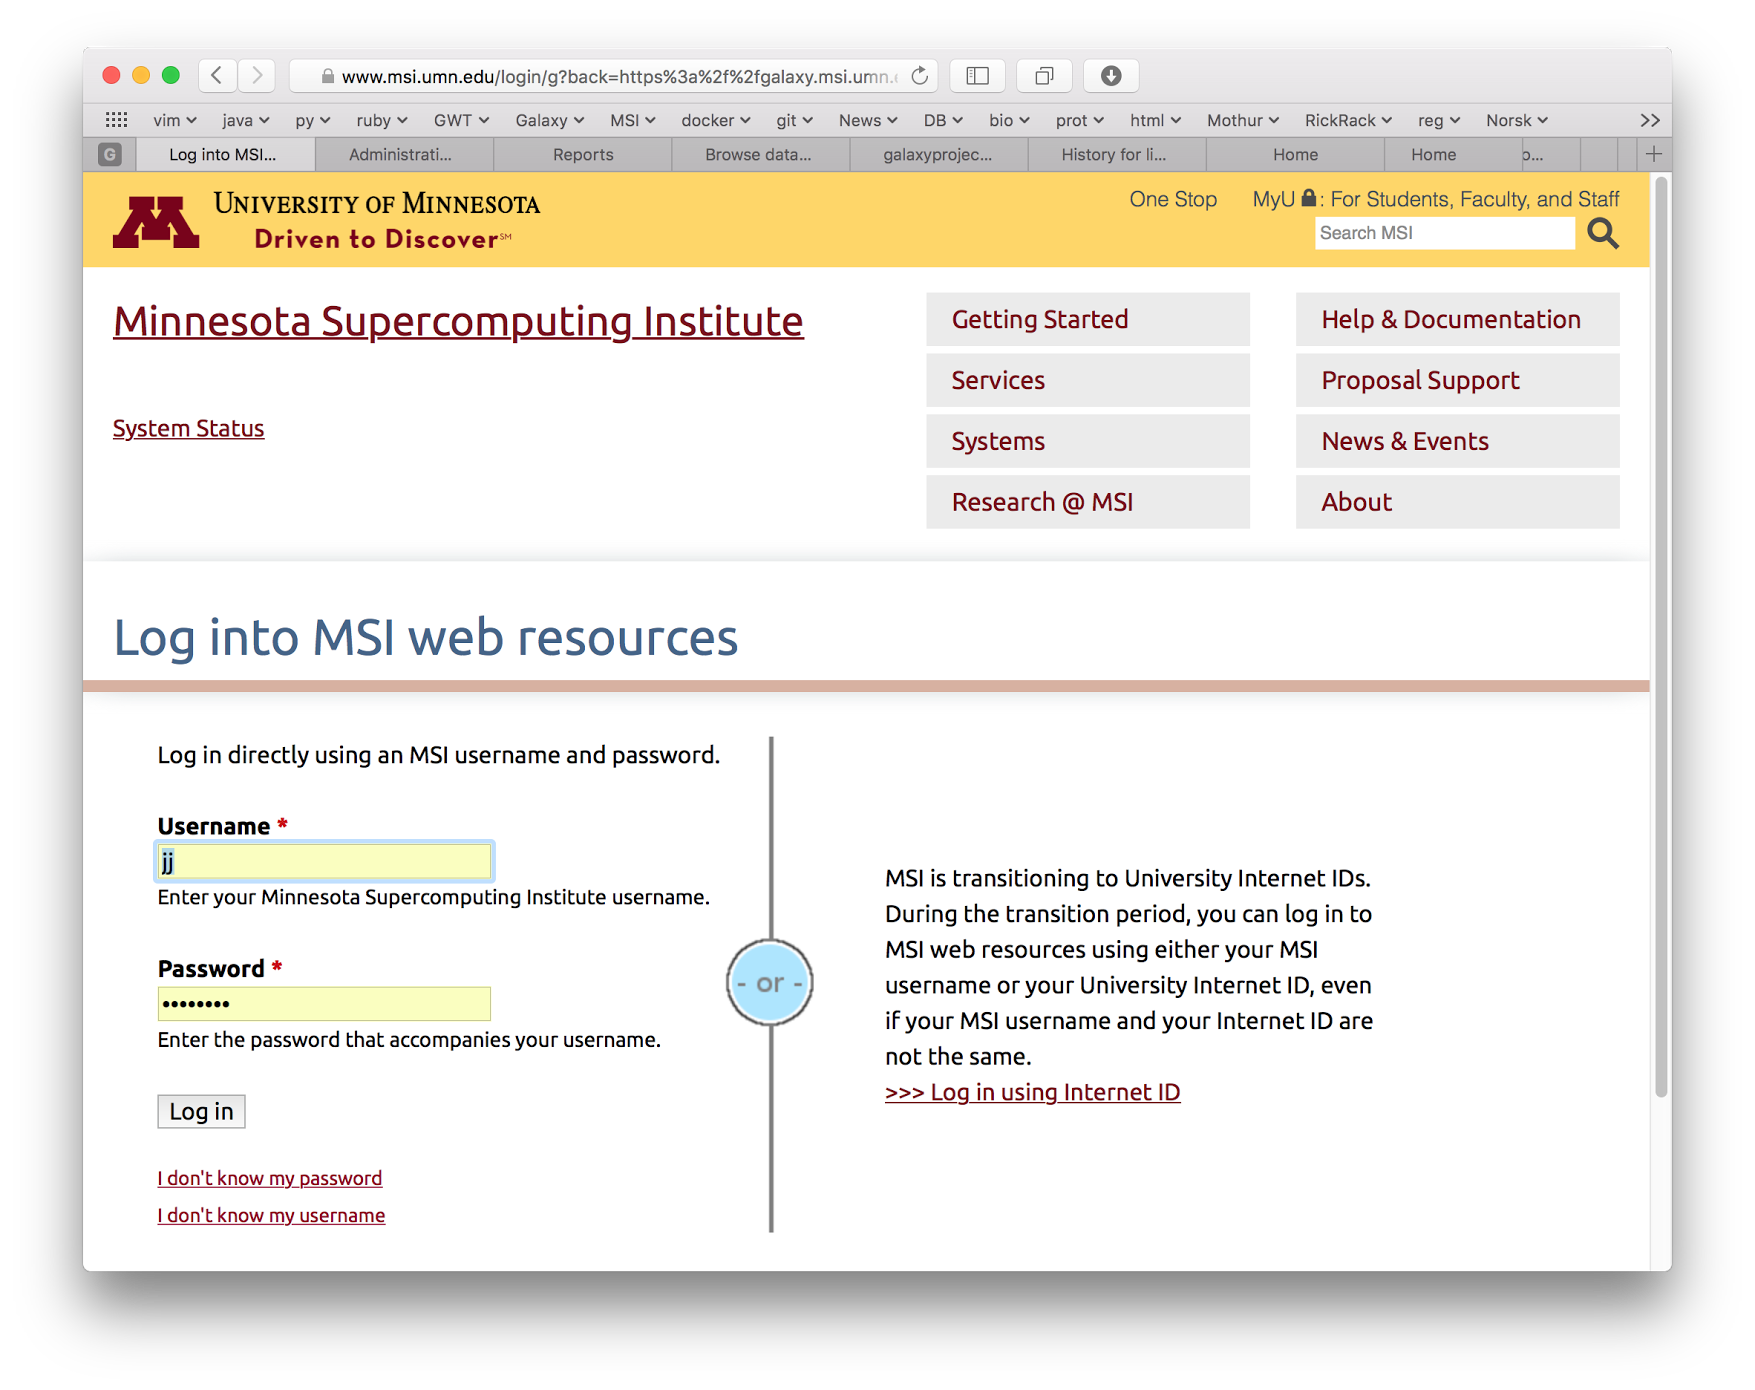 www.msi.umn.edu/login/g?back=https%3a%2f%2fgalaxy.msi.umn.
vim java py ruby GWT Galaxy MSI docker git News DB bio prot html Mothur RickRack reg Norsk >>
G Log into MSI... Administrati... Reports Browse data... galaxyprojec... History for li... Home Home
UNIVERSITY OF MINNESOTA
Driven to Discover℠
One Stop MyU : For Students, Faculty, and Staff
Search MSI
Minnesota Supercomputing Institute
System Status
Getting Started
Help & Documentation
Services
Proposal Support
Systems
News & Events
Research @ MSI
About
Log into MSI web resources
Log in directly using an MSI username and password.
Username *
jj
Enter your Minnesota Supercomputing Institute username.
Password *
••••••••
Enter the password that accompanies your username.
Log in
I don't know my password
I don't know my username
- or -
MSI is transitioning to University Internet IDs.
During the transition period, you can log in to
MSI web resources using either your MSI
username or your University Internet ID, even
if your MSI username and your Internet ID are
not the same.
>>> Log in using Internet ID